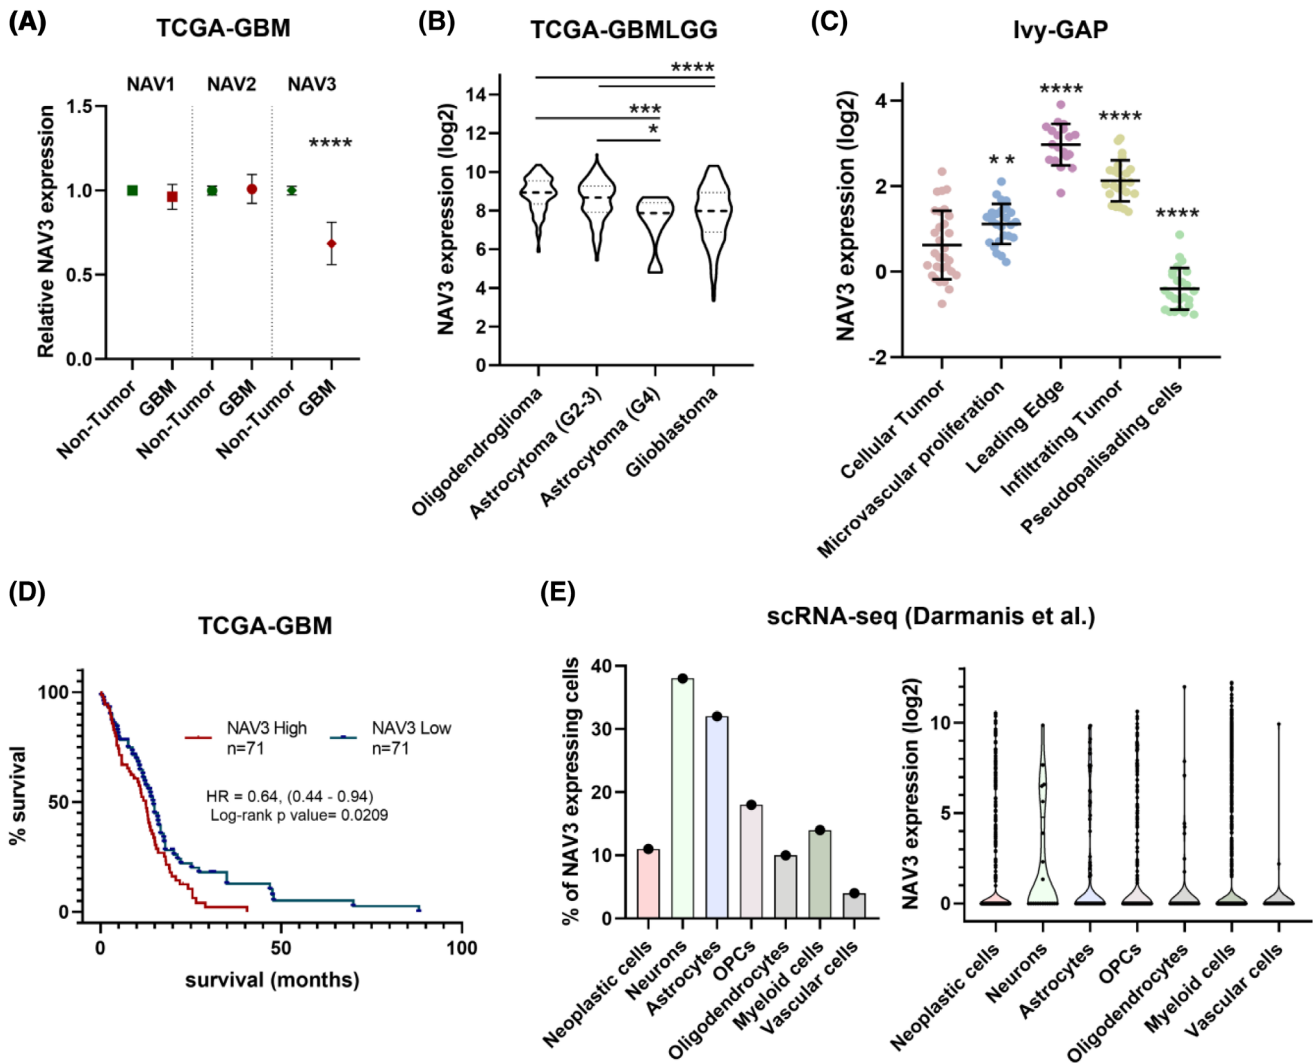 (A)
TCGA-GBM
NAV1 NAV2 NAV3
Relative NAV3 expression
1.5
1.0
0.5
0.0
****
Non-Tumor
GBM
Non-Tumor
GBM
Non-Tumor
GBM
(B)
TCGA-GBMLGG
NAV3 expression (log2)
14
12
10
8
6
4
2
0
****
***
*
Oligodendroglioma
Astrocytoma (G2-3)
Astrocytoma (G4)
Glioblastoma
(C)
Ivy-GAP
NAV3 expression (log2)
4
2
0
-2
* *
****
****
****
Cellular Tumor
Microvascular proliferation
Leading Edge
Infiltrating Tumor
Pseudopalisading cells
(D)
TCGA-GBM
% survival
100
50
0
NAV3 High
n=71
NAV3 Low
n=71
HR = 0.64, (0.44 - 0.94)
Log-rank p value= 0.0209
0 50 100
survival (months)
(E)
scRNA-seq (Darmanis et al.)
% of NAV3 expressing cells
40
30
20
10
0
Neoplastic cells
Neurons
Astrocytes
OPCs
Oligodendrocytes
Myeloid cells
Vascular cells
NAV3 expression (log2)
10
5
0
Neoplastic cells
Neurons
Astrocytes
OPCs
Oligodendrocytes
Myeloid cells
Vascular cells